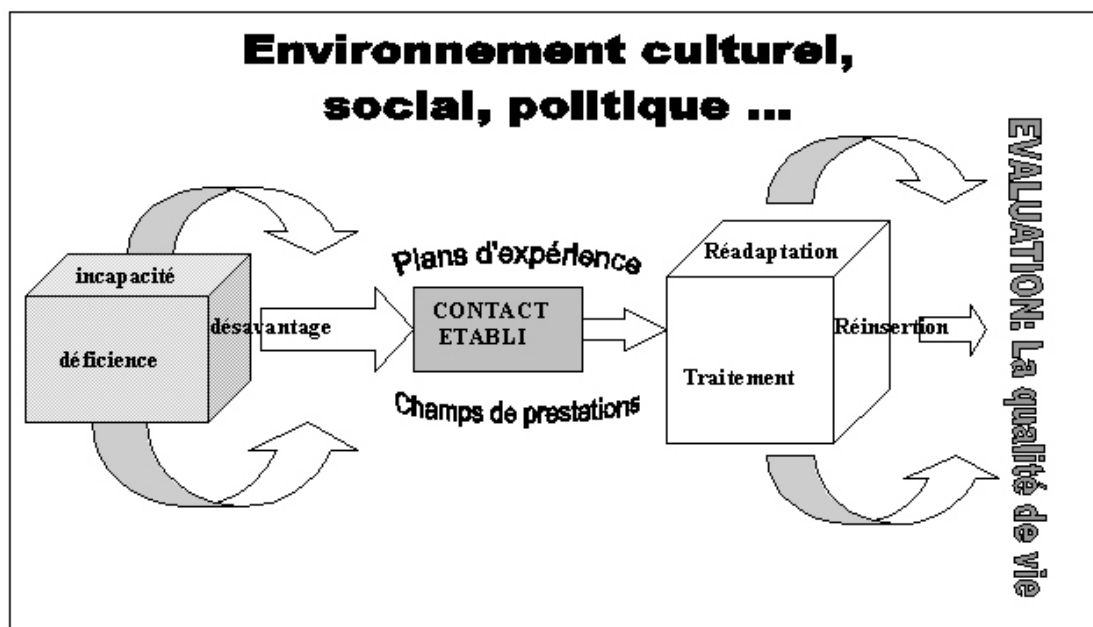 Environnement culturel,
social, politique ...
incapacité
déficience
désavantage
Plans d'expérience
CONTACT
ETABLI
Champs de prestations
Réadaptation
Traitement
Réinsertion
EVALUATION: La qualité de vie